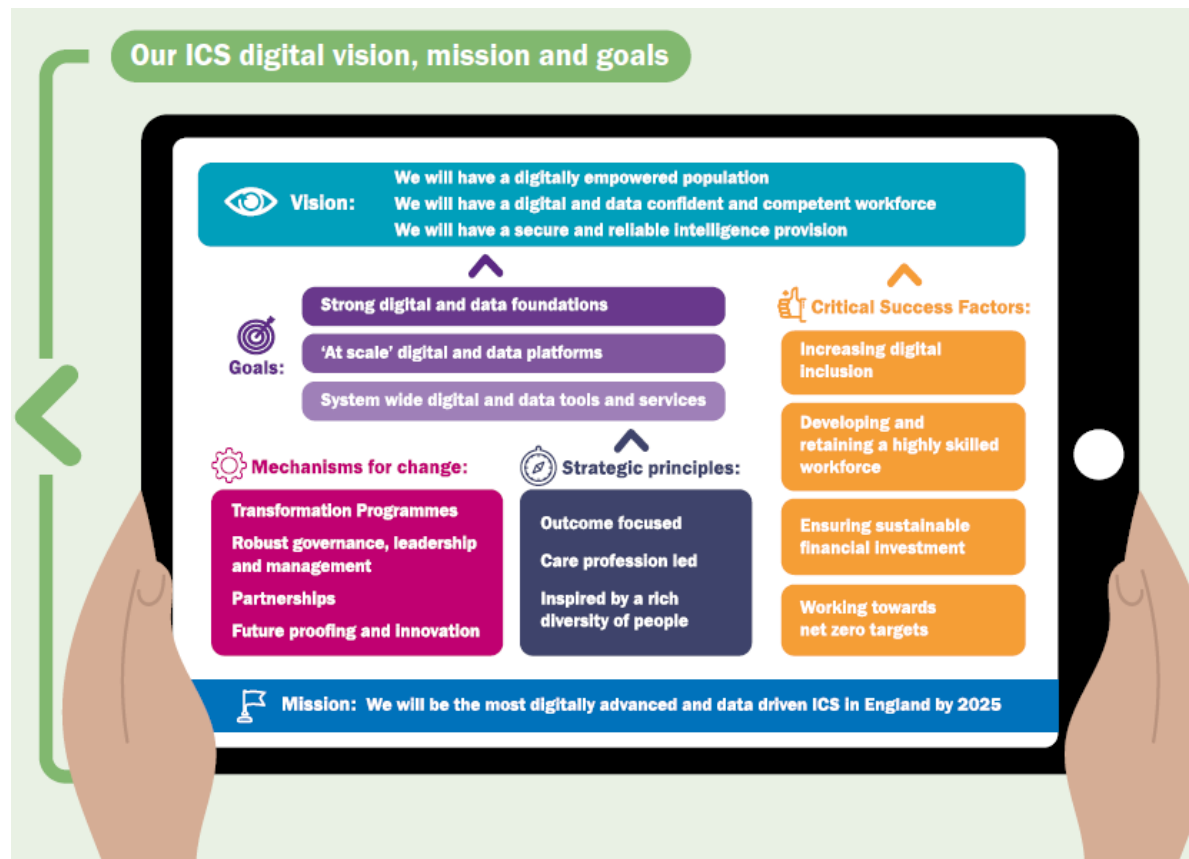 Our ICS digital vision, mission and goals
Vision:
We will have a digitally empowered population
We will have a digital and data confident and competent workforce
We will have a secure and reliable intelligence provision
Goals:
Strong digital and data foundations
‘At scale’ digital and data platforms
System wide digital and data tools and services
Mechanisms for change:
Transformation Programmes
Robust governance, leadership
and management
Partnerships
Future proofing and innovation
Strategic principles:
Outcome focused
Care profession led
Inspired by a rich
diversity of people
Critical Success Factors:
Increasing digital
inclusion
Developing and
retaining a highly skilled
workforce
Ensuring sustainable
financial investment
Working towards
net zero targets
Mission: We will be the most digitally advanced and data driven ICS in England by 2025